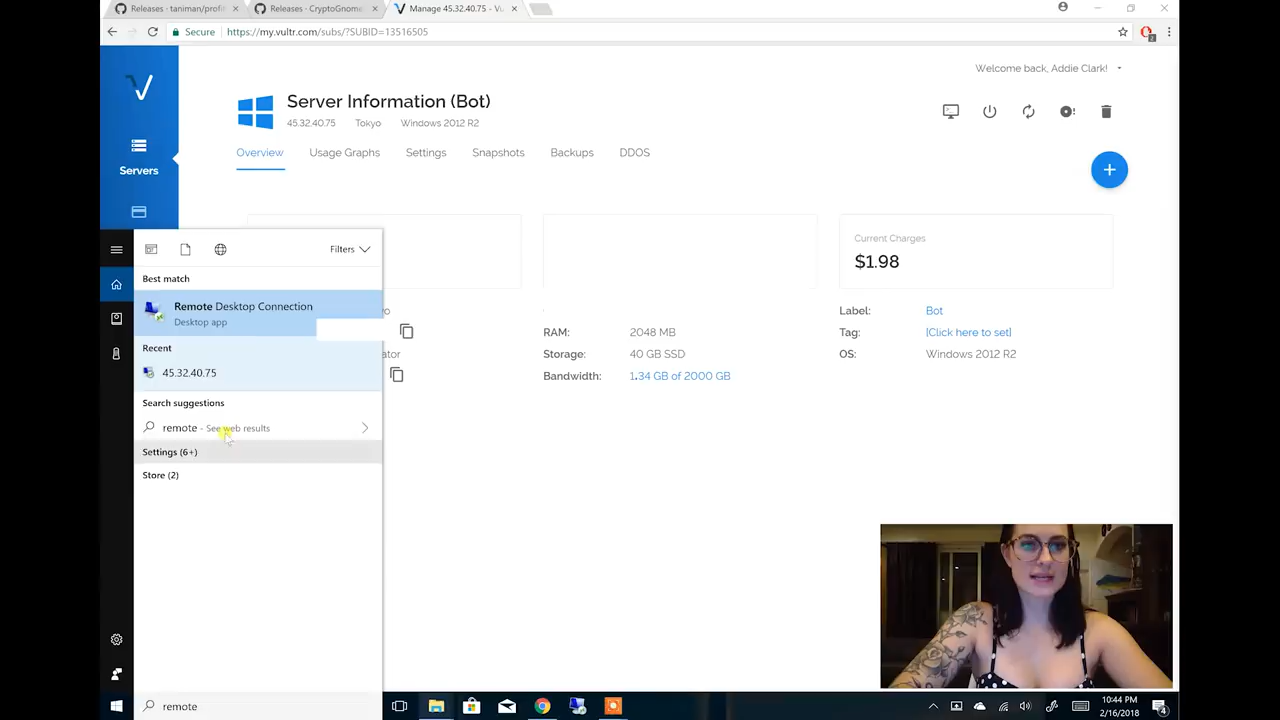 Releases - taniman/profi
Releases · CryptoGnome
Manage 45.32.40.75 - Vu
Secure
https://my.vultr.com/subs/?SUBID=13516505
Welcome back, Addie Clark!
Server Information (Bot)
45.32.40.75 Tokyo Windows 2012 R2
Overview Usage Graphs Settings Snapshots Backups DDOS
Servers
Current Charges
$1.98
Filters
Best match
Remote Desktop Connection
Desktop app
Recent
45.32.40.75
Search suggestions
remote - See web results
Settings (6+)
Store (2)
yo
ator
RAM: 2048 MB
Storage: 40 GB SSD
Bandwidth: 1.34 GB of 2000 GB
Label: Bot
Tag: [Click here to set]
OS: Windows 2012 R2
remote
10:44 PM
2/16/2018
4